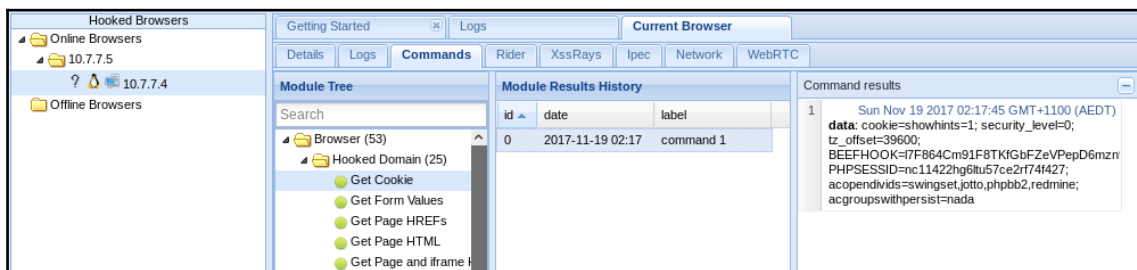 Hooked Browsers
Online Browsers
10.7.7.5
? 10.7.7.4
Offline Browsers
Getting Started
Logs
Current Browser
Details
Logs
Commands
Rider
XssRays
Ipec
Network
WebRTC
Module Tree
Search
Browser (53)
Hooked Domain (25)
Get Cookie
Get Form Values
Get Page HREFs
Get Page HTML
Get Page and iframe
Module Results History
id date label
0 2017-11-19 02:17 command 1
Command results
1 Sun Nov 19 2017 02:17:45 GMT+1100 (AEDT)
data: cookie=showhints=1; security_level=0;
tz_offset=39600;
PHPSESSID=nc11422hg6ltu57ce2rf74f427;
acopendivids=swingset,jotto,phpbb2,redmine;
acgroupswithpersist=nada